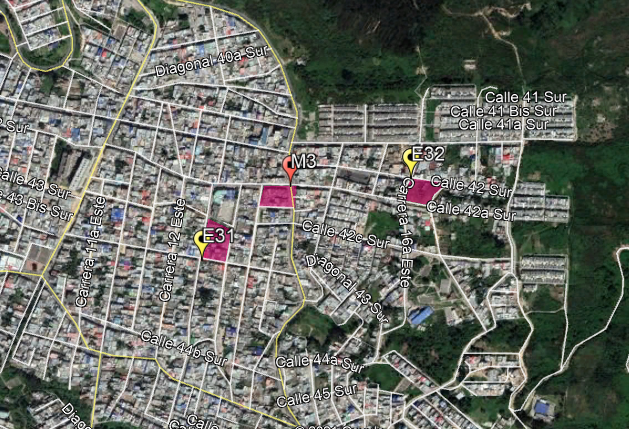 Diagonal 40a Sur
Calle 41 Sur
Calle 41 Bis Sur
Calle 41a Sur
Sur
M3
E32
Calle 43 Sur
43 Bis Sur
Calle 42 Sur
Calle 42a Sur
Carrera 11a Este
Carrera 12 Este
Carrera 16a Este
E31
Calle 42c Sur
Diagonal 43 Sur
Calle 44b Sur
Calle 44a Sur
Calle 45 Sur